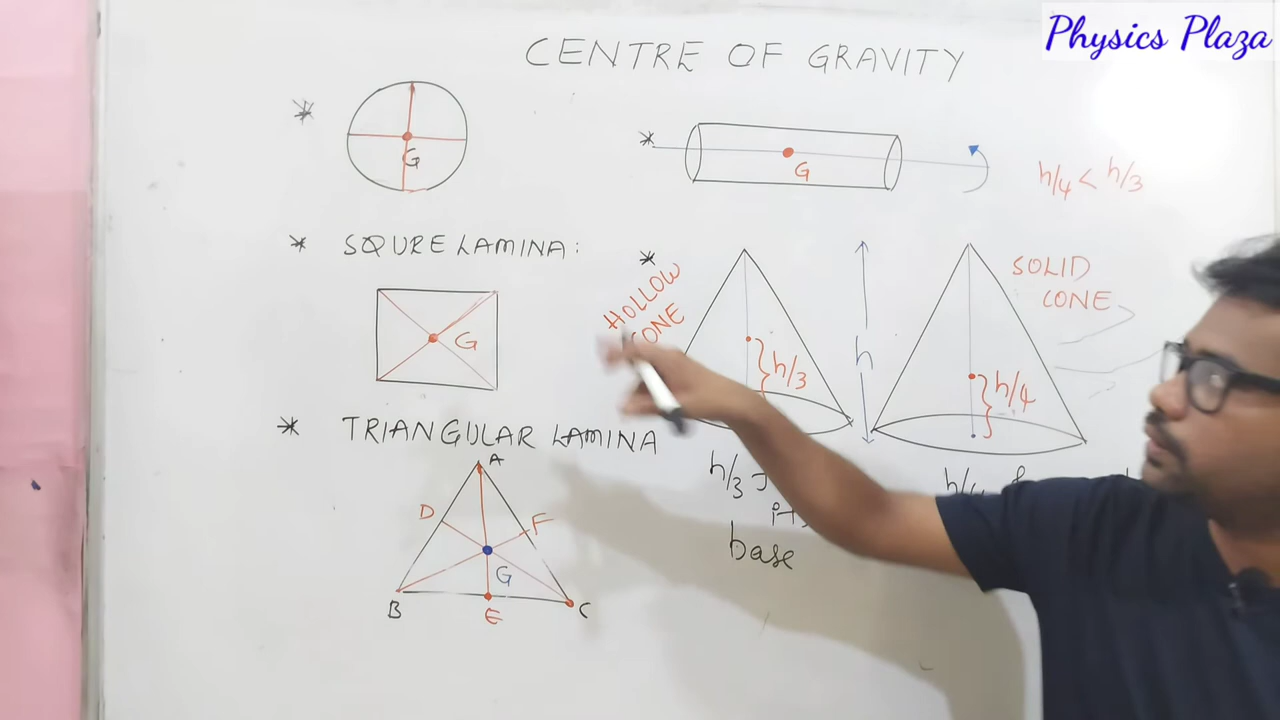 Physics Plaza
CENTRE OF GRAVITY
* G
* G
h/4 < h/3
* SQURE LAMINA:
G
*
HOLLOW
CONE
h/3
h
SOLID
CONE
h/4
* TRIANGULAR LAMINA
A
D
F
G
B
E
C
h/3
base
h/4